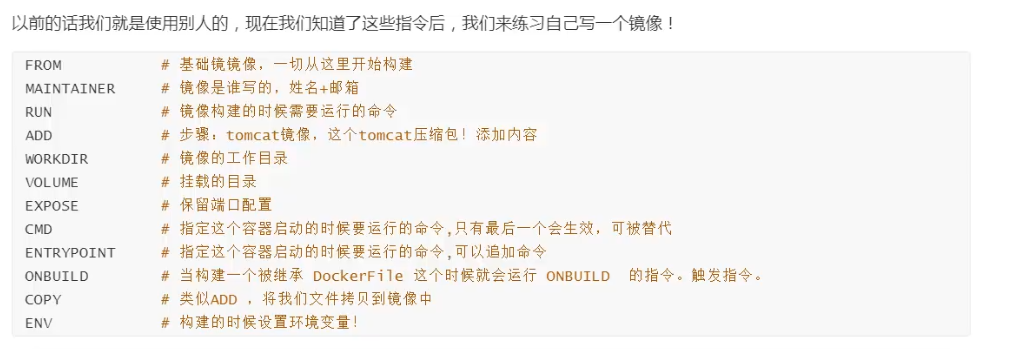 以前的话我们就是使用别人的，现在我们知道了这些指令后，我们来练习自己写一个镜像！
FROM # 基础镜镜像，一切从这里开始构建
MAINTAINER # 镜像是谁写的，姓名+邮箱
RUN # 镜像构建的时候需要运行的命令
ADD # 步骤：tomcat镜像，这个tomcat压缩包！添加内容
WORKDIR # 镜像的工作目录
VOLUME # 挂载的目录
EXPOSE # 保留端口配置
CMD # 指定这个容器启动的时候要运行的命令,只有最后一个会生效，可被替代
ENTRYPOINT # 指定这个容器启动的时候要运行的命令,可以追加命令
ONBUILD # 当构建一个被继承 DockerFile 这个时候就会运行 ONBUILD 的指令。触发指令。
COPY # 类似ADD ，将我们文件拷贝到镜像中
ENV # 构建的时候设置环境变量！